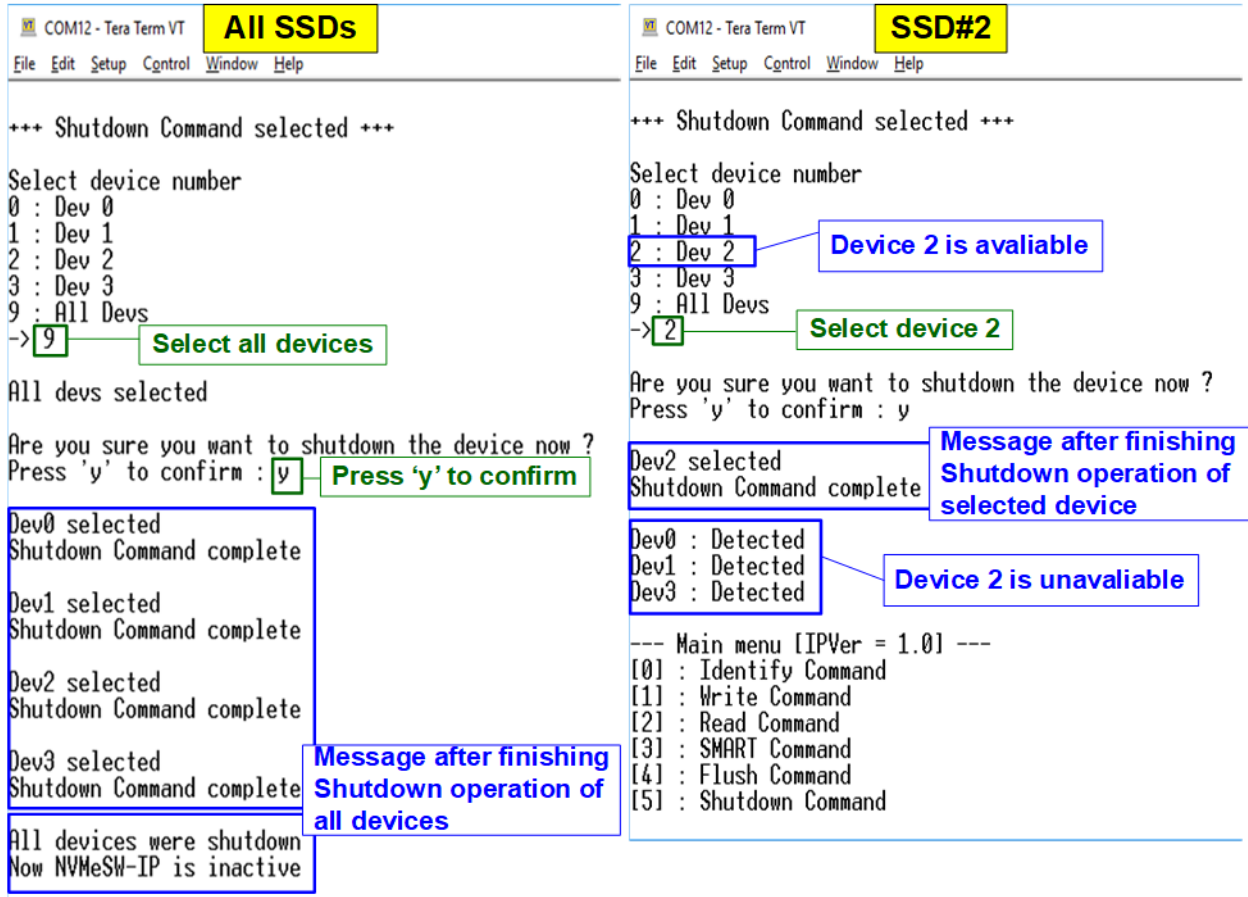 COM12 - Tera Term VT
All SSDs
File Edit Setup Control Window Help
+++ Shutdown Command selected +++
Select device number
0 : Dev 0
1 : Dev 1
2 : Dev 2
3 : Dev 3
9 : All Devs
->9
Select all devices
All devs selected
Are you sure you want to shutdown the device now ?
Press 'y' to confirm : y
Press ‘y’ to confirm
Dev0 selected
Shutdown Command complete
Dev1 selected
Shutdown Command complete
Dev2 selected
Shutdown Command complete
Dev3 selected
Shutdown Command complete
Message after finishing
Shutdown operation of
all devices
All devices were shutdown
Now NVMeSW-IP is inactive
COM12 - Tera Term VT
SSD#2
File Edit Setup Control Window Help
+++ Shutdown Command selected +++
Select device number
0 : Dev 0
1 : Dev 1
2 : Dev 2
Device 2 is avaliable
3 : Dev 3
9 : All Devs
->2
Select device 2
Are you sure you want to shutdown the device now ?
Press 'y' to confirm : y
Dev2 selected
Shutdown Command complete
Message after finishing
Shutdown operation of
selected device
Dev0 : Detected
Dev1 : Detected
Dev3 : Detected
Device 2 is unavaliable
--- Main menu [IPVer = 1.0] ---
[0] : Identify Command
[1] : Write Command
[2] : Read Command
[3] : SMART Command
[4] : Flush Command
[5] : Shutdown Command